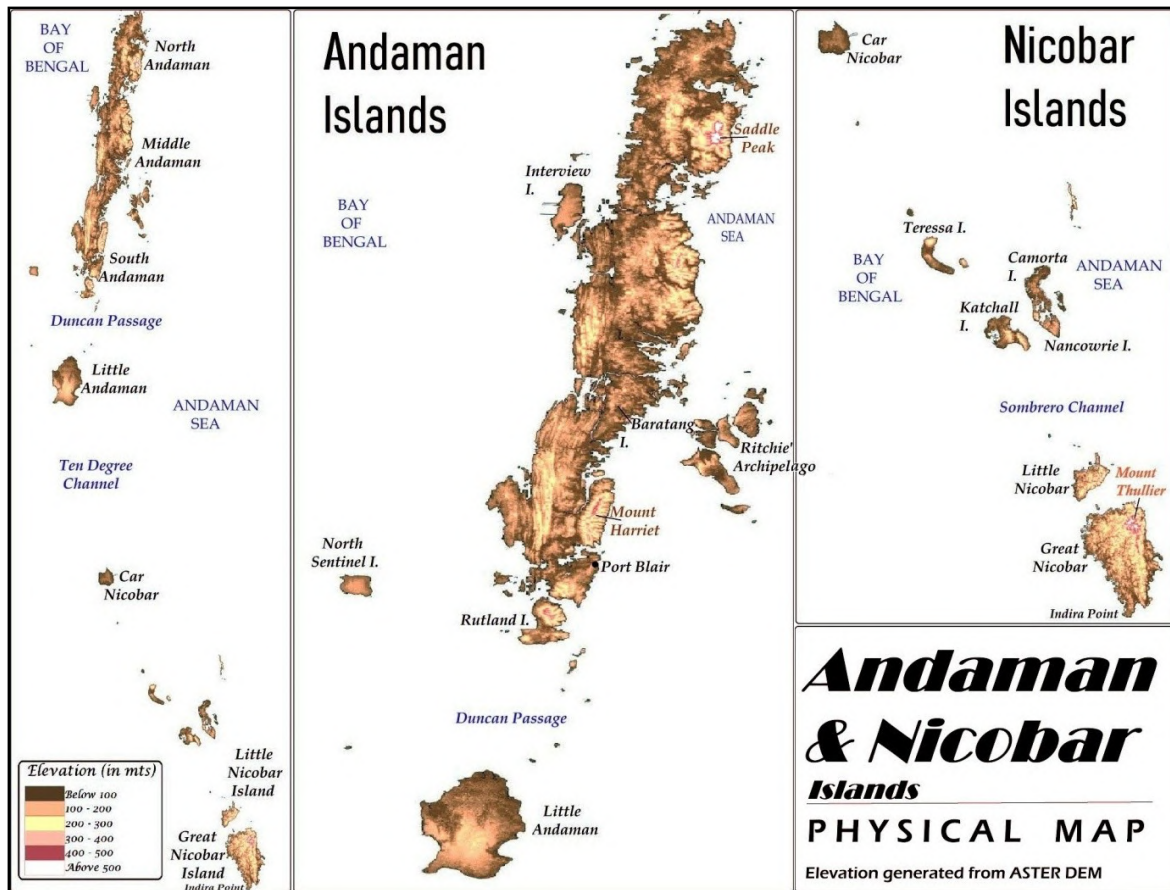 BAY
OF
BENGAL
North
Andaman
Middle
Andaman
South
Andaman
Duncan Passage
Little
Andaman
ANDAMAN
SEA
Ten Degree
Channel
Car
Nicobar
Little
Nicobar
Island
Great
Nicobar
Island
Indira Point
Elevation (in mts)
Below 100
100 - 200
200 - 300
300 - 400
400 - 500
Above 500
Andaman
Islands
Saddle
Peak
Interview
I.
BAY
OF
BENGAL
ANDAMAN
SEA
Baratang
I.
Ritchie'
Archipelago
Mount
Harriet
North
Sentinel I.
Port Blair
Rutland I.
Duncan Passage
Little
Andaman
Nicobar
Islands
Car
Nicobar
Teressa I.
BAY
OF
BENGAL
Camorta
I.
ANDAMAN
SEA
Katchall
I.
Nancowrie I.
Sombrero Channel
Little
Nicobar
Mount
Thullier
Great
Nicobar
Indira Point
Andaman
& Nicobar
Islands
PHYSICAL MAP
Elevation generated from ASTER DEM